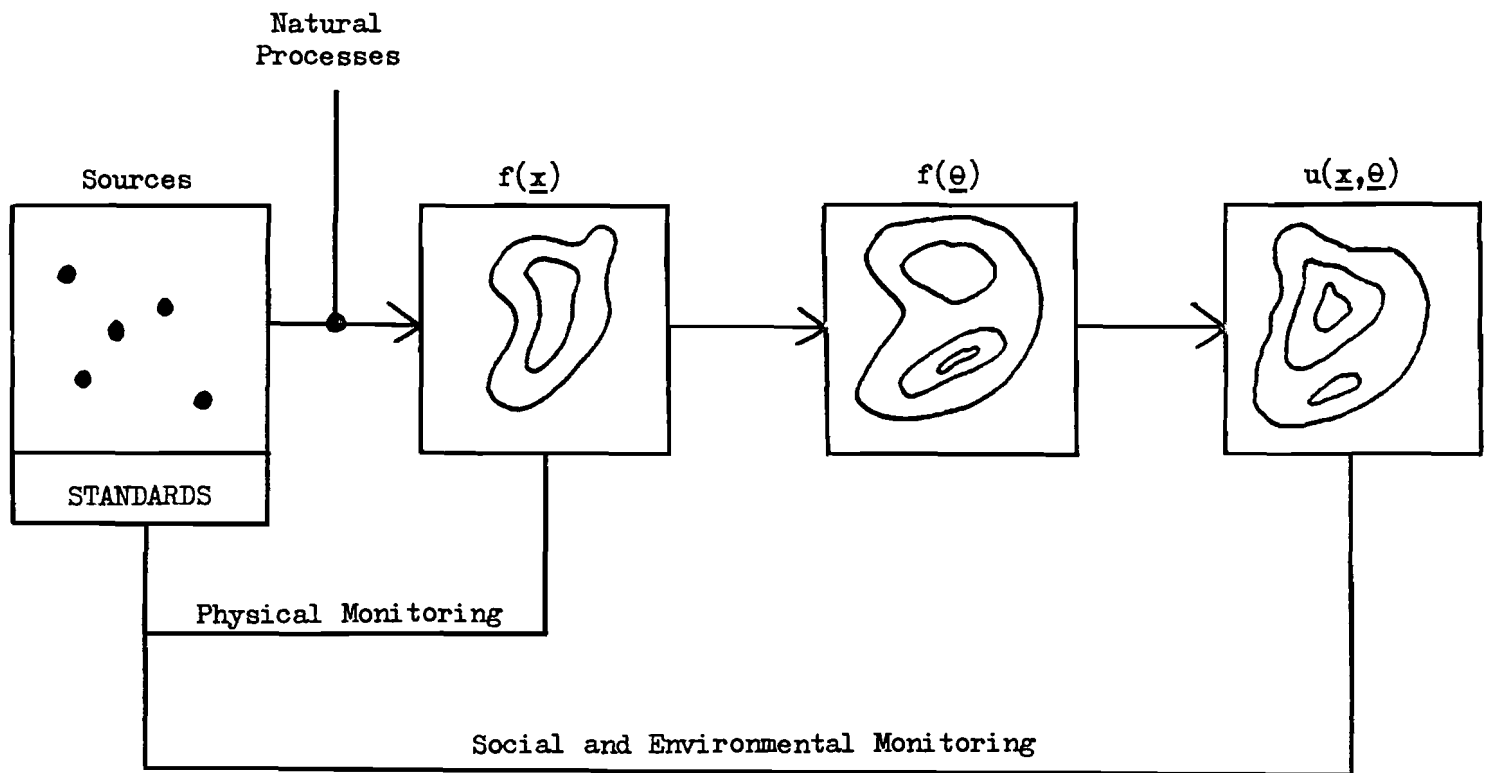 Natural
Processes
Sources
f(x)
f(θ)
u(x,θ)
STANDARDS
Physical Monitoring
Social and Environmental Monitoring